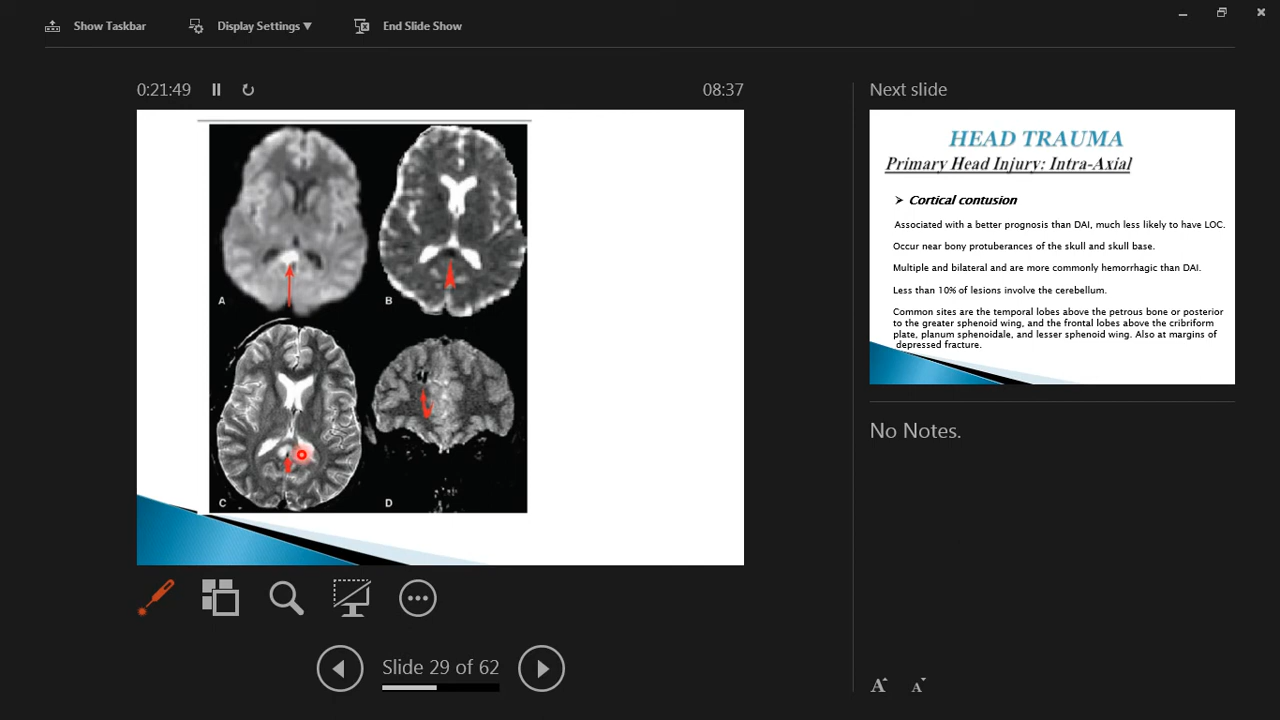 Show Taskbar
Display Settings ▼
End Slide Show
0:21:49
08:37
A
B
C
D
Slide 29 of 62
Next slide
HEAD TRAUMA
Primary Head Injury: Intra-Axial
➢ Cortical contusion
Associated with a better prognosis than DAI, much less likely to have LOC.
Occur near bony protuberances of the skull and skull base.
Multiple and bilateral and are more commonly hemorrhagic than DAI.
Less than 10% of lesions involve the cerebellum.
Common sites are the temporal lobes above the petrous bone or posterior
to the greater sphenoid wing, and the frontal lobes above the cribriform
plate, planum sphenoidale, and lesser sphenoid wing. Also at margins of
depressed fracture.
No Notes.
A A